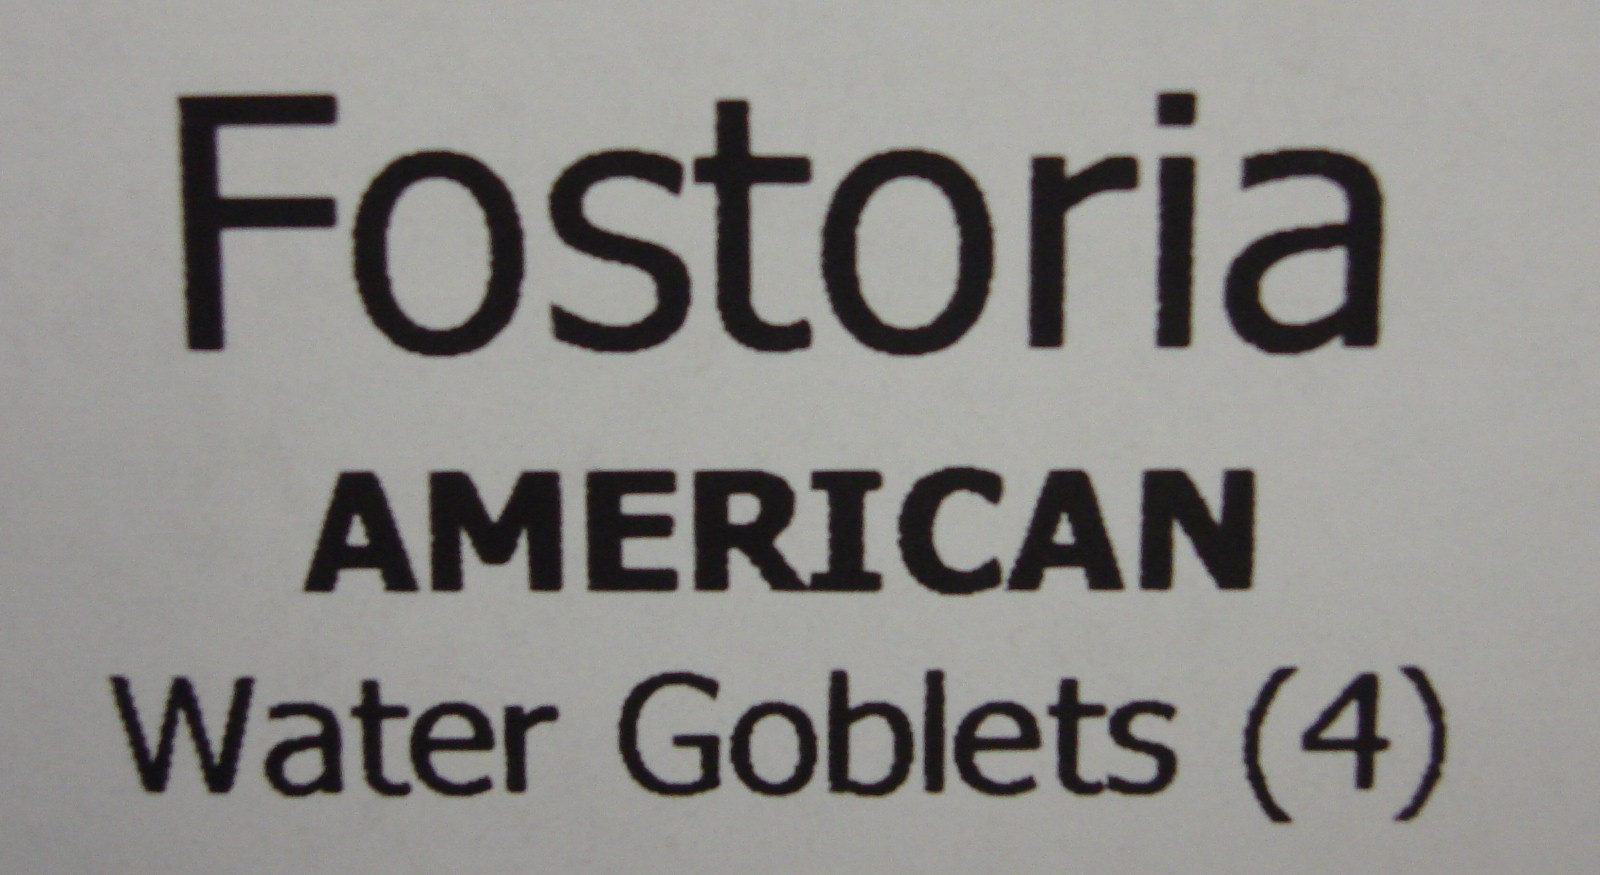 Fostoria
AMERICAN
Water Goblets (4)